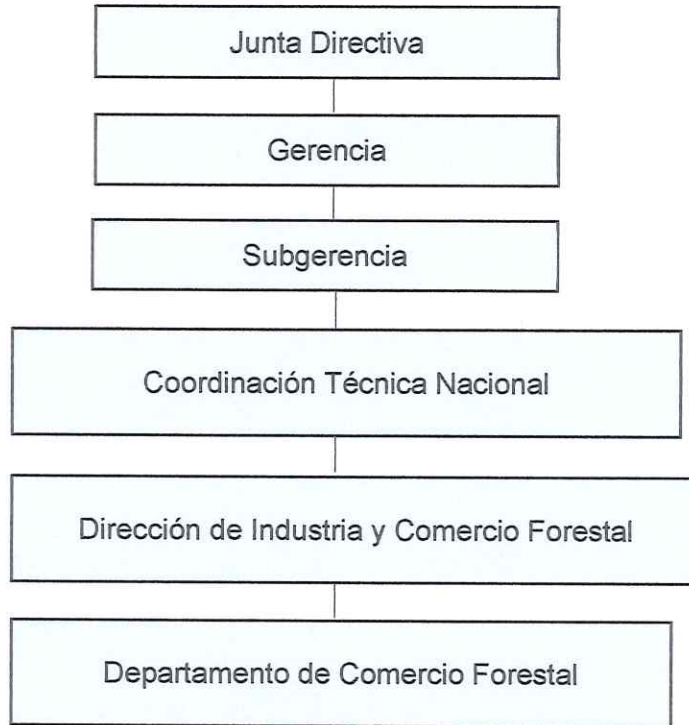 Junta Directiva
Gerencia
Subgerencia
Coordinación Técnica Nacional
Dirección de Industria y Comercio Forestal
Departamento de Comercio Forestal